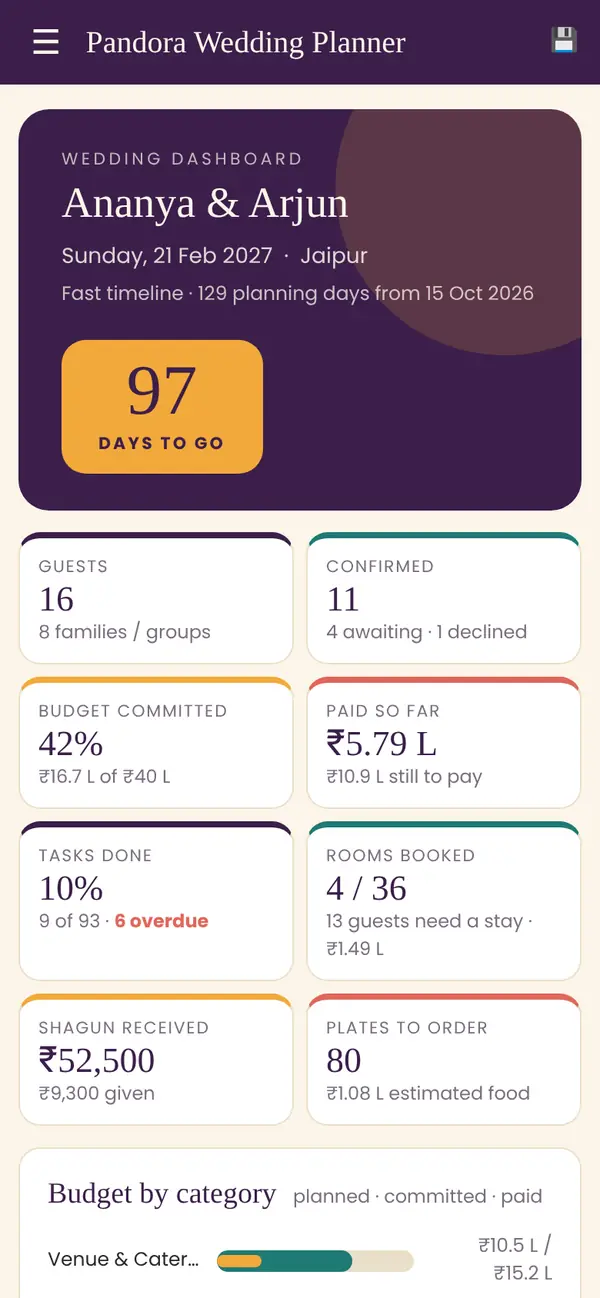 Pandora Wedding Planner
WEDDING DASHBOARD
Ananya & Arjun
Sunday, 21 Feb 2027 · Jaipur
Fast timeline · 129 planning days from 15 Oct 2026
97
DAYS TO GO
GUESTS
16
8 families / groups
CONFIRMED
11
4 awaiting · 1 declined
BUDGET COMMITTED
42%
₹16.7 L of ₹40 L
PAID SO FAR
₹5.79 L
₹10.9 L still to pay
TASKS DONE
10%
9 of 93 · 6 overdue
ROOMS BOOKED
4 / 36
13 guests need a stay ·
₹1.49 L
SHAGUN RECEIVED
₹52,500
₹9,300 given
PLATES TO ORDER
80
₹1.08 L estimated food
Budget by category planned · committed · paid
Venue & Cater...
₹10.5 L /
₹15.2 L